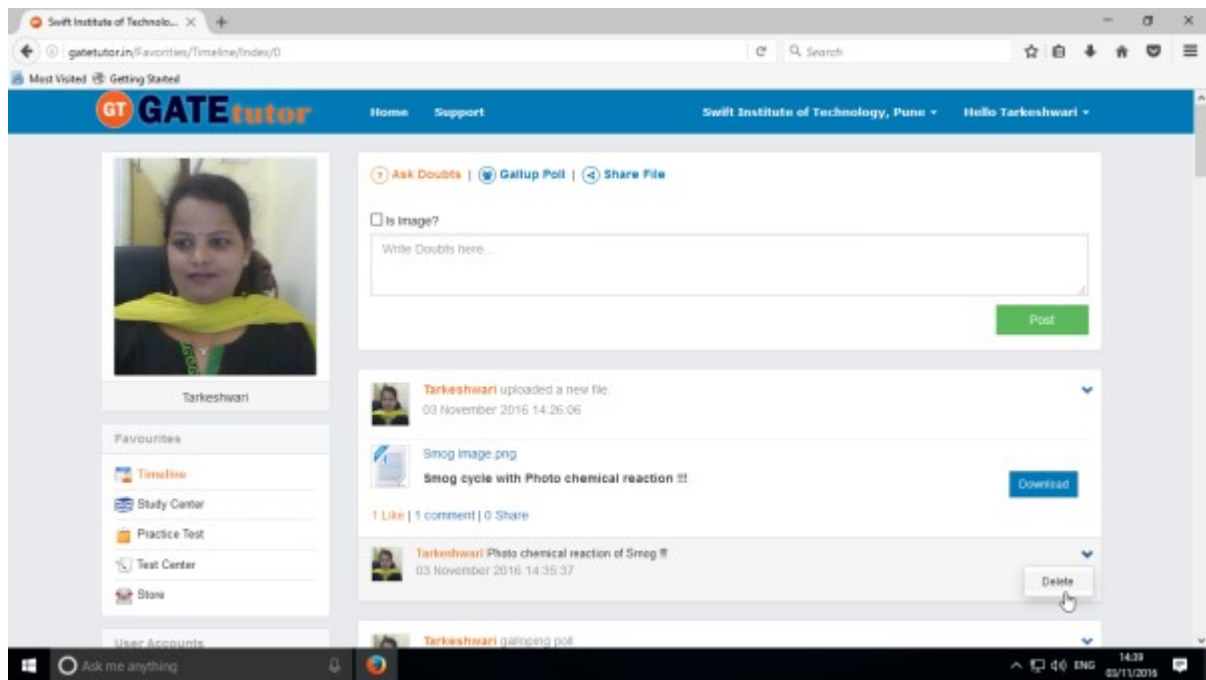 Swift Institute of Technolo...
gatetutor.in/Favorities/Timeline/Index/0
Search
Most Visited Getting Started
GT GATEtutor Home Support Swift Institute of Technology, Pune Hello Tarkeshwari
? Ask Doubts | Gallup Poll | Share File
Is Image?
Write Doubts here...
Post
Tarkeshwari
Favourites
Timeline
Study Center
Practice Test
Test Center
Store
User Accounts
Tarkeshwari uploaded a new file.
03 November 2016 14:26:06
Smog Image.png
Smog cycle with Photo chemical reaction !!!
Download
1 Like | 1 comment | 0 Share
Tarkeshwari Photo chemical reaction of Smog !!!
03 November 2016 14:35:37
Delete
Tarkeshwari galloping poll.
Ask me anything
ENG
14:39
03/11/2016